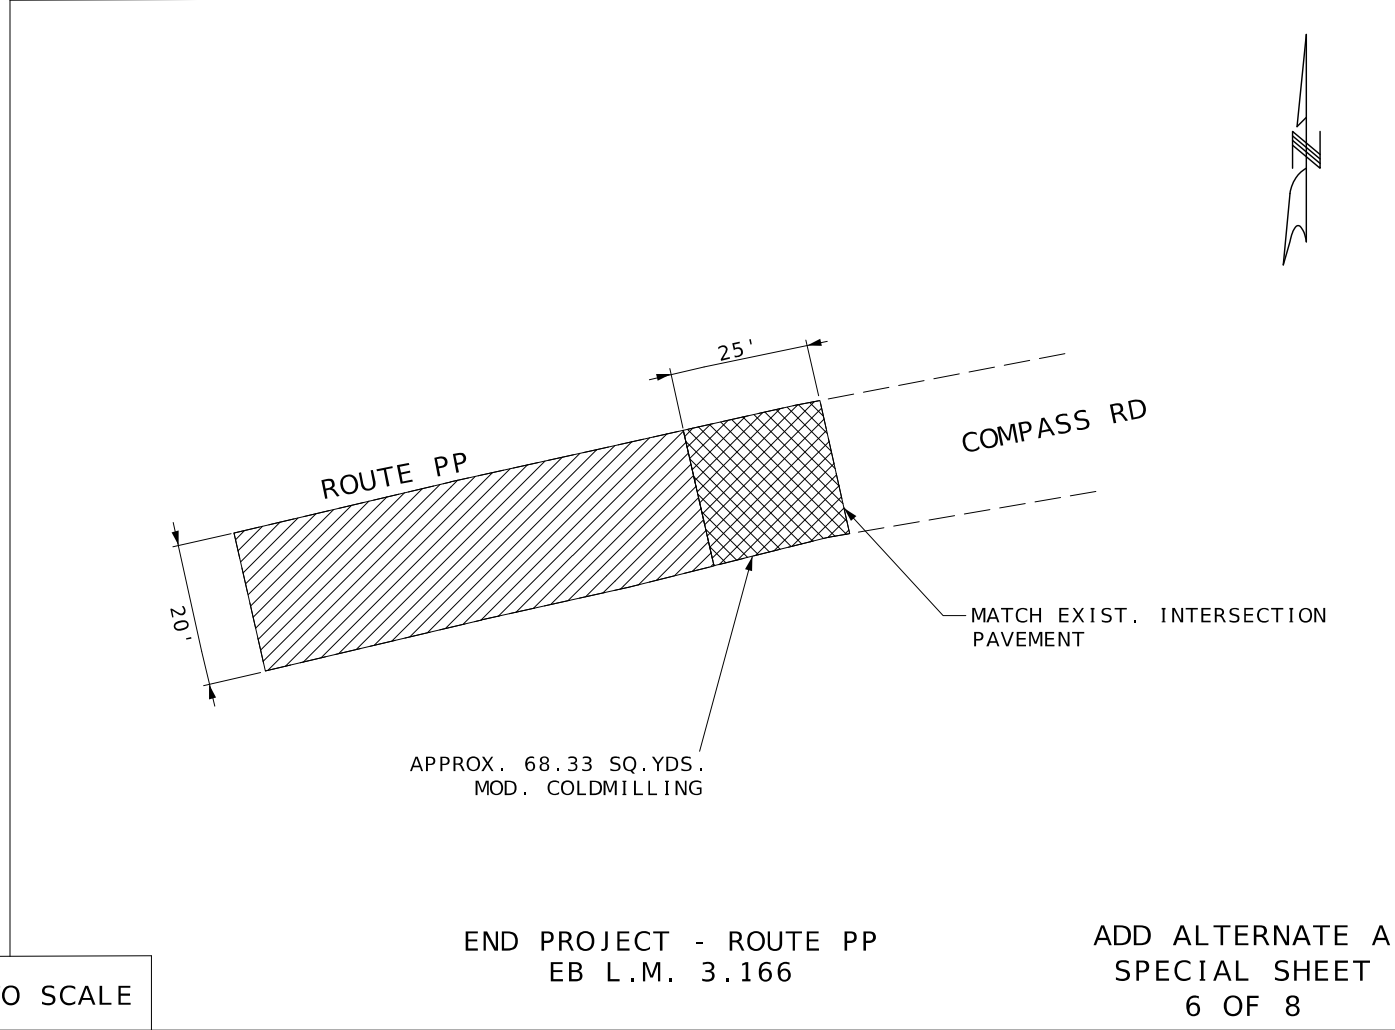 N
25'
COMPASS RD
ROUTE PP
20'
MATCH EXIST. INTERSECTION
PAVEMENT
APPROX. 68.33 SQ.YDS.
MOD. COLDMILLING
END PROJECT - ROUTE PP
EB L.M. 3.166
ADD ALTERNATE A
SPECIAL SHEET
6 OF 8
O SCALE